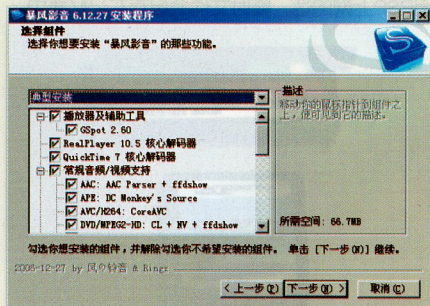 暴风影音 6.12.27 安装程序
选择组件
选择你想要安装“暴风影音”的那些功能。
典型安装
播放器及辅助工具
GSpot 2.60
RealPlayer 10.5 核心解码器
QuickTime 7 核心解码器
常规音频/视频支持
AAC: AAC Parser + ffdshow
APE: DC Monkey's Source
AVC/H264: CoreAVC
DVD/MPEG2-HD: CL + NV + ffdshow
描述
移动你的鼠标指针到组件之
上，便可见到它的描述。
所需空间: 66.7MB
勾选你想安装的组件，并解除勾选你不希望安装的组件。 单击 [下一步(N)] 继续。
2006-12-27 by 风の铃音 & Ringz
< 上一步(P)
下一步(N) >
取消(C)